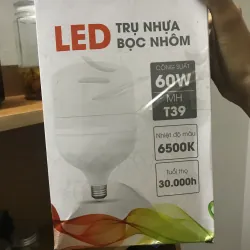 LED TRỤ NHỰA
BỌC NHÔM
CÔNG SUẤT
60W
MH
T39
Nhiệt độ màu
6500K
Tuổi thọ
30.000h